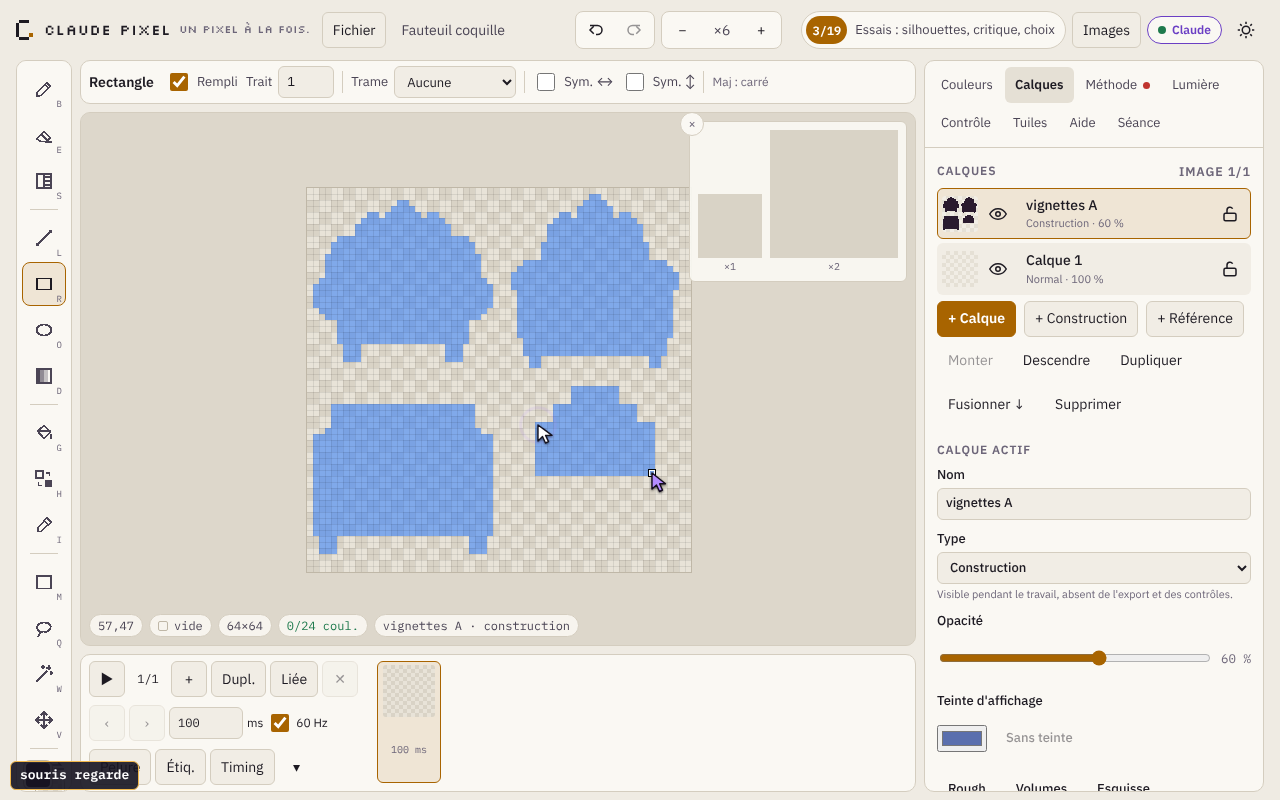 CLAUDE PIXEL UN PIXEL À LA FOIS.
Fichier
Fauteuil coquille
− ×6 +
3/19 Essais : silhouettes, critique, choix
Images
Claude
B
E
S
L
R
O
D
G
H
I
M
Q
W
V
Rectangle
Rempli
Trait 1
Trame Aucune
Sym. ↔
Sym. ↕
Maj : carré
×
×1
×2
57,47
vide
64×64
0/24 coul.
vignettes A · construction
1/1
+
Dupl.
Liée
×
‹
›
100 ms
60 Hz
Étiq.
Timing
▼
100 ms
souris regarde
Couleurs
Calques
Méthode
Lumière
Contrôle
Tuiles
Aide
Séance
CALQUES IMAGE 1/1
vignettes A
Construction · 60 %
Calque 1
Normal · 100 %
+ Calque
+ Construction
+ Référence
Monter
Descendre
Dupliquer
Fusionner ↓
Supprimer
CALQUE ACTIF
Nom
vignettes A
Type
Construction
Visible pendant le travail, absent de l'export et des contrôles.
Opacité
60 %
Teinte d'affichage
Sans teinte
Rough Volumes Esquisse